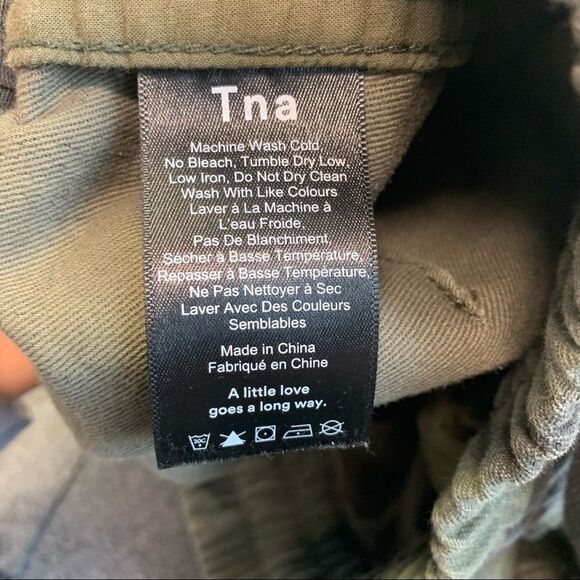 Tna
Machine Wash Cold,
No Bleach, Tumble Dry Low,
Low Iron, Do Not Dry Clean
Wash With Like Colours
Laver à La Machine à
L'eau Froide,
Pas De Blanchiment,
Sécher à Basse Température,
Repasser à Basse Température,
Ne Pas Nettoyer à Sec
Laver Avec Des Couleurs
Semblables
Made in China
Fabriqué en Chine
A little love
goes a long way.
30C